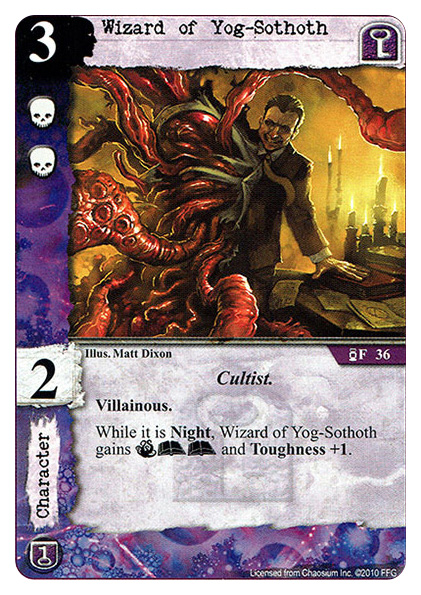 3
Wizard of Yog-Sothoth
Illus. Matt Dixon
F 36
2
Cultist.
Villainous.
While it is Night, Wizard of Yog-Sothoth
gains and Toughness +1.
Character
1
Licensed from Chaosium Inc. ©2010 FFG